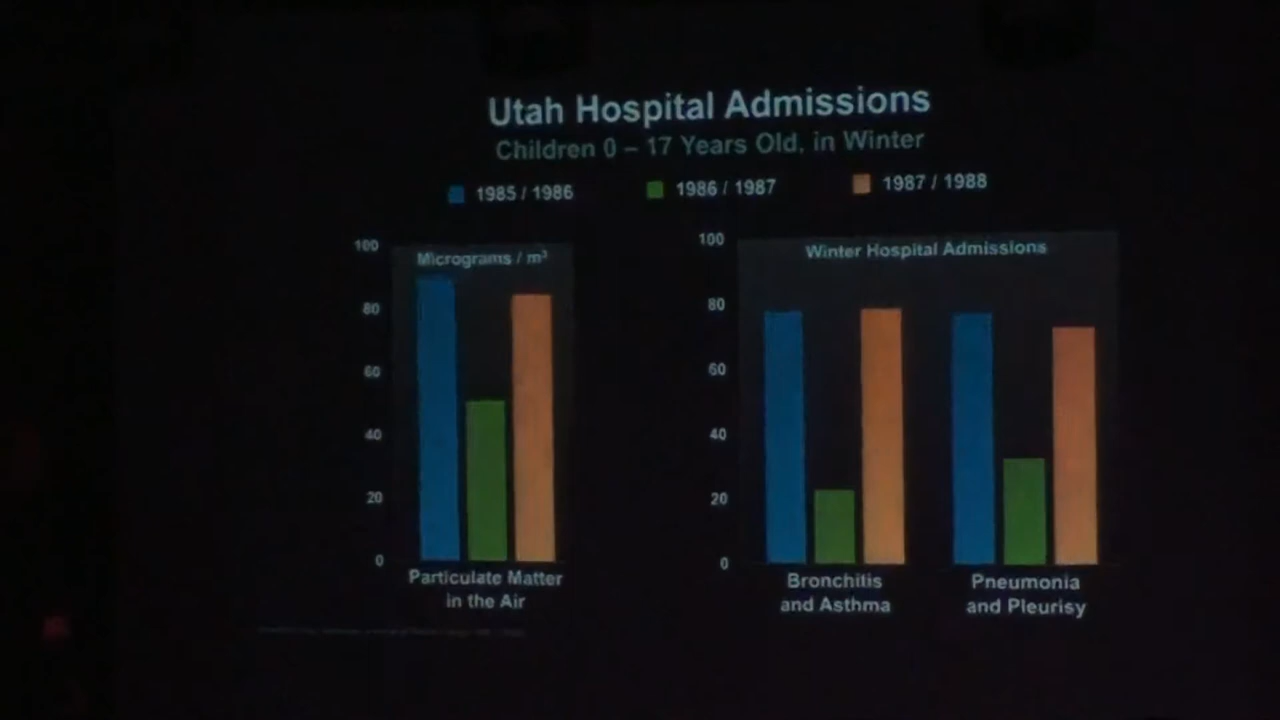 Utah Hospital Admissions
Children 0 – 17 Years Old, in Winter
1985 / 1986
1986 / 1987
1987 / 1988
Micrograms / m³
100
80
60
40
20
0
Particulate Matter
in the Air
Winter Hospital Admissions
100
80
60
40
20
0
Bronchitis
and Asthma
Pneumonia
and Pleurisy